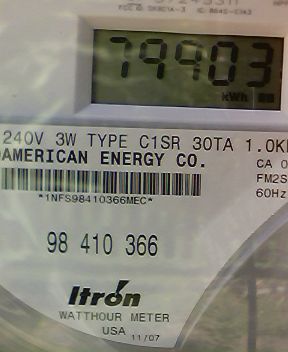 79903
kWh
240V 3W TYPE C1SR 30TA 1.0K
AMERICAN ENERGY CO.
CA 0
FM2S
60Hz
*1NFS98410366MEC*
98 410 366
Itron
WATTHOUR METER
USA 11/07